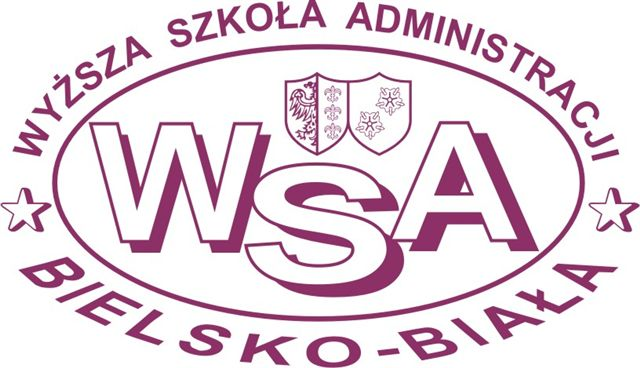 WYŻSZA SZKOŁA ADMINISTRACJI
WSA
BIELSKO-BIAŁA